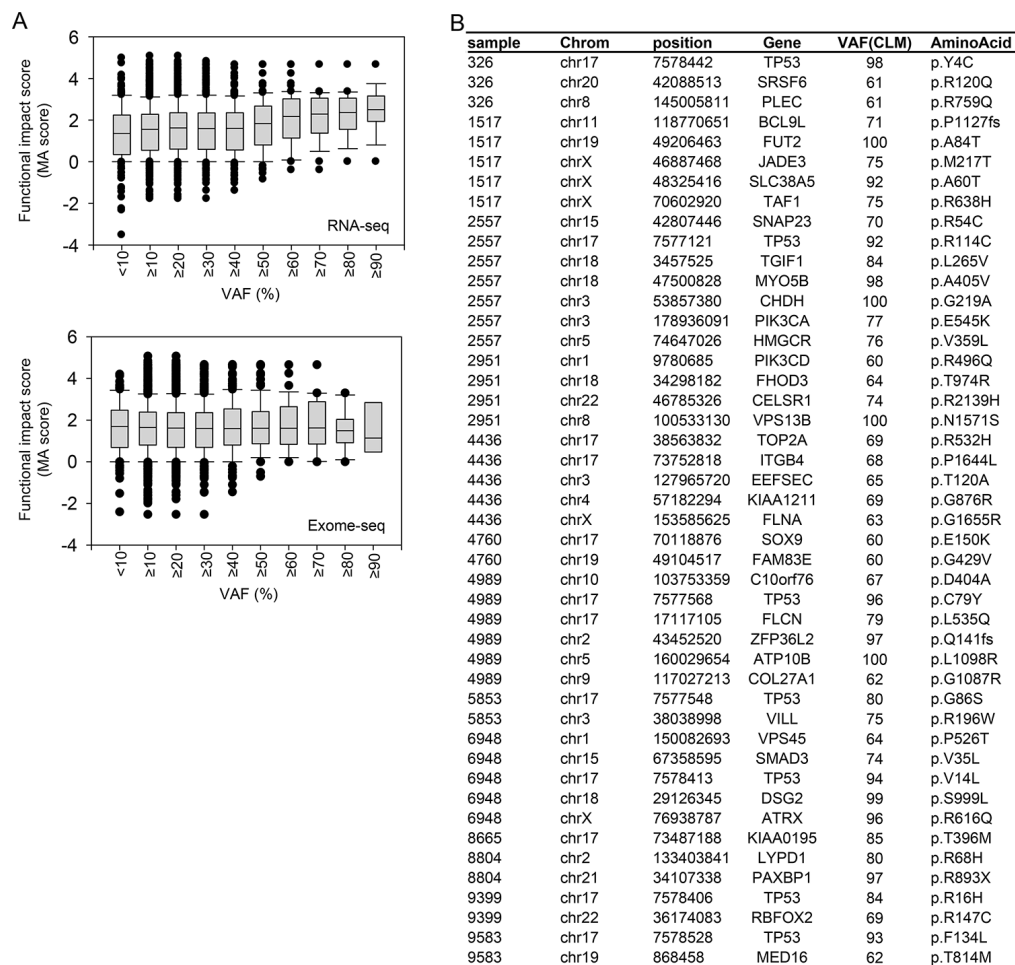 A
6
4
2
0
-2
-4
Functional impact score
(MA score)
RNA-seq
<10
≥10
≥20
≥30
≥40
≥50
≥60
≥70
≥80
≥90
VAF (%)
6
4
2
0
-2
-4
Functional impact score
(MA score)
Exome-seq
<10
≥10
≥20
≥30
≥40
≥50
≥60
≥70
≥80
≥90
VAF (%)
B
sample Chrom position Gene VAF(CLM) AminoAcid
326 chr17 7578442 TP53 98 p.Y4C
326 chr20 42088513 SRSF6 61 p.R120Q
326 chr8 145005811 PLEC 61 p.R759Q
1517 chr11 118770651 BCL9L 71 p.P1127fs
1517 chr19 49206463 FUT2 100 p.A84T
1517 chrX 46887468 JADE3 75 p.M217T
1517 chrX 48325416 SLC38A5 92 p.A60T
1517 chrX 70602920 TAF1 75 p.R638H
2557 chr15 42807446 SNAP23 70 p.R54C
2557 chr17 7577121 TP53 92 p.R114C
2557 chr18 3457525 TGIF1 84 p.L265V
2557 chr18 47500828 MYO5B 98 p.A405V
2557 chr3 53857380 CHDH 100 p.G219A
2557 chr3 178936091 PIK3CA 77 p.E545K
2557 chr5 74647026 HMGCR 76 p.V359L
2951 chr1 9780685 PIK3CD 60 p.R496Q
2951 chr18 34298182 FHOD3 64 p.T974R
2951 chr22 46785326 CELSR1 74 p.R2139H
2951 chr8 100533130 VPS13B 100 p.N1571S
4436 chr17 38563832 TOP2A 69 p.R532H
4436 chr17 73752818 ITGB4 68 p.P1644L
4436 chr3 127965720 EEFSEC 65 p.T120A
4436 chr4 57182294 KIAA1211 69 p.G876R
4436 chrX 153585625 FLNA 63 p.G1655R
4760 chr17 70118876 SOX9 60 p.E150K
4760 chr19 49104517 FAM83E 60 p.G429V
4989 chr10 103753359 C10orf76 67 p.D404A
4989 chr17 7577568 TP53 96 p.C79Y
4989 chr17 17117105 FLCN 79 p.L535Q
4989 chr2 43452520 ZFP36L2 97 p.Q141fs
4989 chr5 160029654 ATP10B 100 p.L1098R
4989 chr9 117027213 COL27A1 62 p.G1087R
5853 chr17 7577548 TP53 80 p.G86S
5853 chr3 38038998 VILL 75 p.R196W
6948 chr1 150082693 VPS45 64 p.P526T
6948 chr15 67358595 SMAD3 74 p.V35L
6948 chr17 7578413 TP53 94 p.V14L
6948 chr18 29126345 DSG2 99 p.S999L
6948 chrX 76938787 ATRX 96 p.R616Q
8665 chr17 73487188 KIAA0195 85 p.T396M
8804 chr2 133403841 LYPD1 80 p.R68H
8804 chr21 34107338 PAXBP1 97 p.R893X
9399 chr17 7578406 TP53 84 p.R16H
9399 chr22 36174083 RBFOX2 69 p.R147C
9583 chr17 7578528 TP53 93 p.F134L
9583 chr19 868458 MED16 62 p.T814M